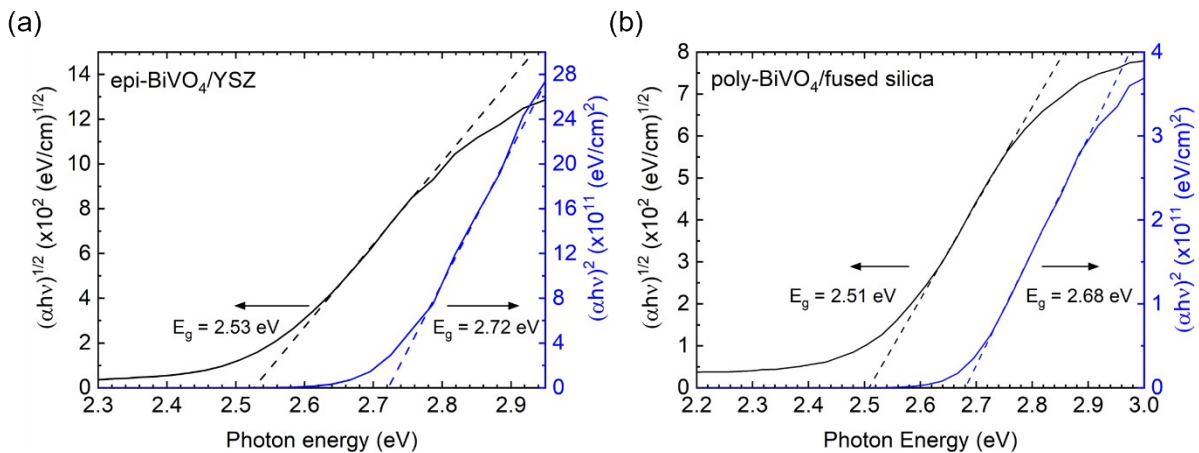 (a)
epi-BiVO₄/YSZ
(αhν)^1/2 (x10² (eV/cm)^1/2)
14
12
10
8
6
4
2
0
E_g = 2.53 eV
E_g = 2.72 eV
28
24
20
16
12
8
4
0
(αhν)² (x10¹¹ (eV/cm)²)
2.3 2.4 2.5 2.6 2.7 2.8 2.9
Photon energy (eV)
(b)
poly-BiVO₄/fused silica
(αhν)^1/2 (x10² (eV/cm)^1/2)
8
7
6
5
4
3
2
1
0
E_g = 2.51 eV
E_g = 2.68 eV
4
3
2
1
0
(αhν)² (x10¹¹ (eV/cm)²)
2.2 2.3 2.4 2.5 2.6 2.7 2.8 2.9 3.0
Photon Energy (eV)